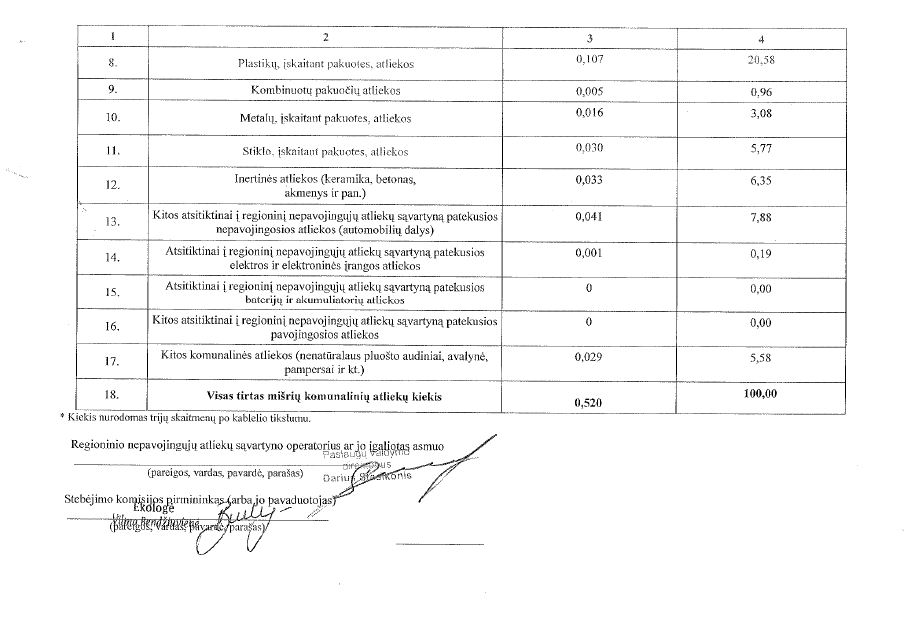 1 2 3 4
8. Plastikų, įskaitant pakuotes, atliekos 0,107 20,58
9. Kombinuotų pakuočių atliekos 0,005 0,96
10. Metalų, įskaitant pakuotes, atliekos 0,016 3,08
11. Stiklo, įskaitant pakuotes, atliekos 0,030 5,77
12. Inertinės atliekos (keramika, betonas,
akmenys ir pan.) 0,033 6,35
13. Kitos atsitiktinai į regioninį nepavojingųjų atliekų sąvartyną patekusios
nepavojingosios atliekos (automobilių dalys) 0,041 7,88
14. Atsitiktinai į regioninį nepavojingųjų atliekų sąvartyną patekusios
elektros ir elektroninės įrangos atliekos 0,001 0,19
15. Atsitiktinai į regioninį nepavojingųjų atliekų sąvartyną patekusios
baterijų ir akumuliatorių atliekos 0 0,00
16. Kitos atsitiktinai į regioninį nepavojingųjų atliekų sąvartyną patekusios
pavojingosios atliekos 0 0,00
17. Kitos komunalinės atliekos (nenatūralaus pluošto audiniai, avalynė,
pampersai ir kt.) 0,029 5,58
18. Visas tirtas mišrių komunalinių atliekų kiekis 0,520 100,00
* Kiekis nurodomas trijų skaitmenų po kablelio tikslumu.
Regioninio nepavojingųjų atliekų sąvartyno operatorius ar jo įgaliotas asmuo
Paslaugų valdymo
direktorius
(pareigos, vardas, pavardė, parašas) Darius
Stebėjimo komisijos pirmininkas (arba jo pavaduotojas)
Ekologė
(pareigos, vardas, pavardė, parašas)